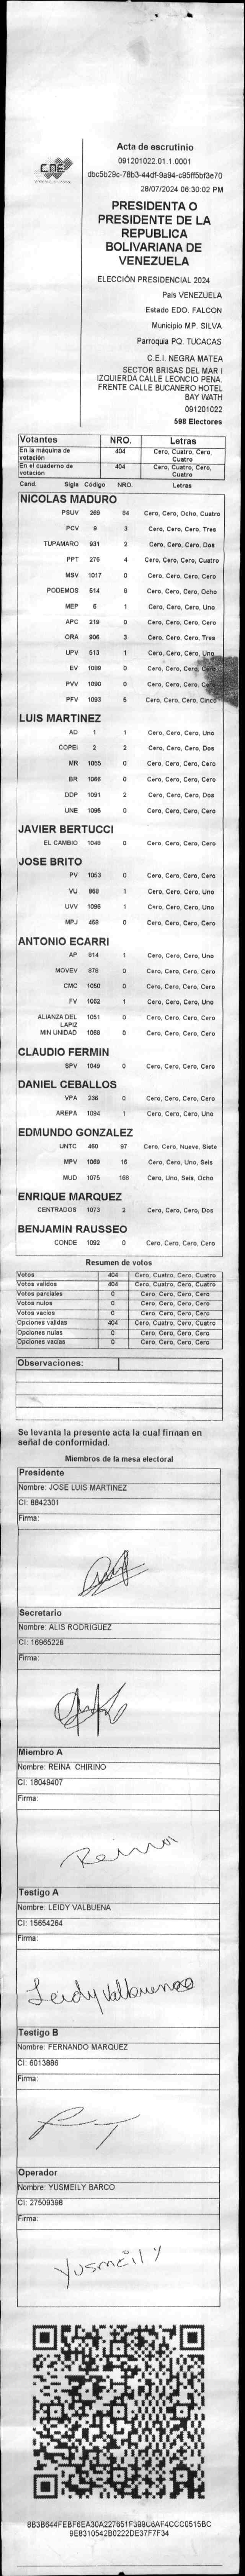 CNE
Acta de escrutinio
091201022.01.1.0001
dbc5b29c-78b3-44df-9a94-c95ff5bf3e70
28/07/2024 06:30:02 PM
PRESIDENTA O
PRESIDENTE DE LA
REPUBLICA
BOLIVARIANA DE
VENEZUELA
ELECCIÓN PRESIDENCIAL 2024
País VENEZUELA
Estado EDO. FALCON
Municipio MP. SILVA
Parroquia PQ. TUCACAS
C.E.I. NEGRA MATEA
SECTOR BRISAS DEL MAR I
IZQUIERDA CALLE LEONCIO PENA.
FRENTE CALLE BUCANERO HOTEL
BAY WATH
091201022
598 Electores
Votantes NRO. Letras
En la máquina de votación 404 Cero, Cuatro, Cero, Cuatro
En el cuaderno de votación 404 Cero, Cuatro, Cero, Cuatro
Cand. Sigla Código NRO. Letras
NICOLAS MADURO
PSUV 269 84 Cero, Cero, Ocho, Cuatro
PCV 9 3 Cero, Cero, Cero, Tres
TUPAMARO 931 2 Cero, Cero, Cero, Dos
PPT 276 4 Cero, Cero, Cero, Cuatro
MSV 1017 0 Cero, Cero, Cero, Cero
PODEMOS 514 8 Cero, Cero, Cero, Ocho
MEP 6 1 Cero, Cero, Cero, Uno
APC 219 0 Cero, Cero, Cero, Cero
ORA 906 3 Cero, Cero, Cero, Tres
UPV 513 1 Cero, Cero, Cero, Uno
EV 1089 0 Cero, Cero, Cero, Cero
PVV 1090 0 Cero, Cero, Cero, Cero
PFV 1093 5 Cero, Cero, Cero, Cinco
LUIS MARTINEZ
AD 1 1 Cero, Cero, Cero, Uno
COPEI 2 2 Cero, Cero, Cero, Dos
MR 1065 0 Cero, Cero, Cero, Cero
BR 1066 0 Cero, Cero, Cero, Cero
DDP 1091 2 Cero, Cero, Cero, Dos
UNE 1095 0 Cero, Cero, Cero, Cero
JAVIER BERTUCCI
EL CAMBIO 1048 0 Cero, Cero, Cero, Cero
JOSE BRITO
PV 1053 0 Cero, Cero, Cero, Cero
VU 969 1 Cero, Cero, Cero, Uno
UVV 1096 1 Cero, Cero, Cero, Uno
MPJ 458 0 Cero, Cero, Cero, Cero
ANTONIO ECARRI
AP 814 1 Cero, Cero, Cero, Uno
MOVEV 878 0 Cero, Cero, Cero, Cero
CMC 1050 0 Cero, Cero, Cero, Cero
FV 1062 1 Cero, Cero, Cero, Uno
ALIANZA DEL LAPIZ 1051 0 Cero, Cero, Cero, Cero
MIN UNIDAD 1068 0 Cero, Cero, Cero, Cero
CLAUDIO FERMIN
SPV 1049 0 Cero, Cero, Cero, Cero
DANIEL CEBALLOS
VPA 236 0 Cero, Cero, Cero, Cero
AREPA 1094 1 Cero, Cero, Cero, Uno
EDMUNDO GONZALEZ
UNTC 460 97 Cero, Cero, Nueve, Siete
MPV 1069 16 Cero, Cero, Uno, Seis
MUD 1075 168 Cero, Uno, Seis, Ocho
ENRIQUE MARQUEZ
CENTRADOS 1073 2 Cero, Cero, Cero, Dos
BENJAMIN RAUSSEO
CONDE 1092 0 Cero, Cero, Cero, Cero
Resumen de votos
Votos 404 Cero, Cuatro, Cero, Cuatro
Votos validos 404 Cero, Cuatro, Cero, Cuatro
Votos parciales 0 Cero, Cero, Cero, Cero
Votos nulos 0 Cero, Cero, Cero, Cero
Votos vacios 0 Cero, Cero, Cero, Cero
Opciones validas 404 Cero, Cuatro, Cero, Cuatro
Opciones nulas 0 Cero, Cero, Cero, Cero
Opciones vacias 0 Cero, Cero, Cero, Cero
Observaciones:
Se levanta la presente acta la cual firman en
señal de conformidad.
Miembros de la mesa electoral
Presidente
Nombre: JOSE LUIS MARTINEZ
CI: 8842301
Firma:
Secretario
Nombre: ALIS RODRIGUEZ
CI: 16965228
Firma:
Miembro A
Nombre: REINA CHIRINO
CI: 18049407
Firma:
Reina
Testigo A
Nombre: LEIDY VALBUENA
CI: 15654264
Firma:
Leidy Valbuena
Testigo B
Nombre: FERNANDO MARQUEZ
CI: 6013886
Firma:
Operador
Nombre: YUSMEILY BARCO
CI: 27509398
Firma:
Yusmeily
8B3B644FEBF6EA30A227651F399C8AF4CCC0515BC
9E8310542B0222DE37F7F34